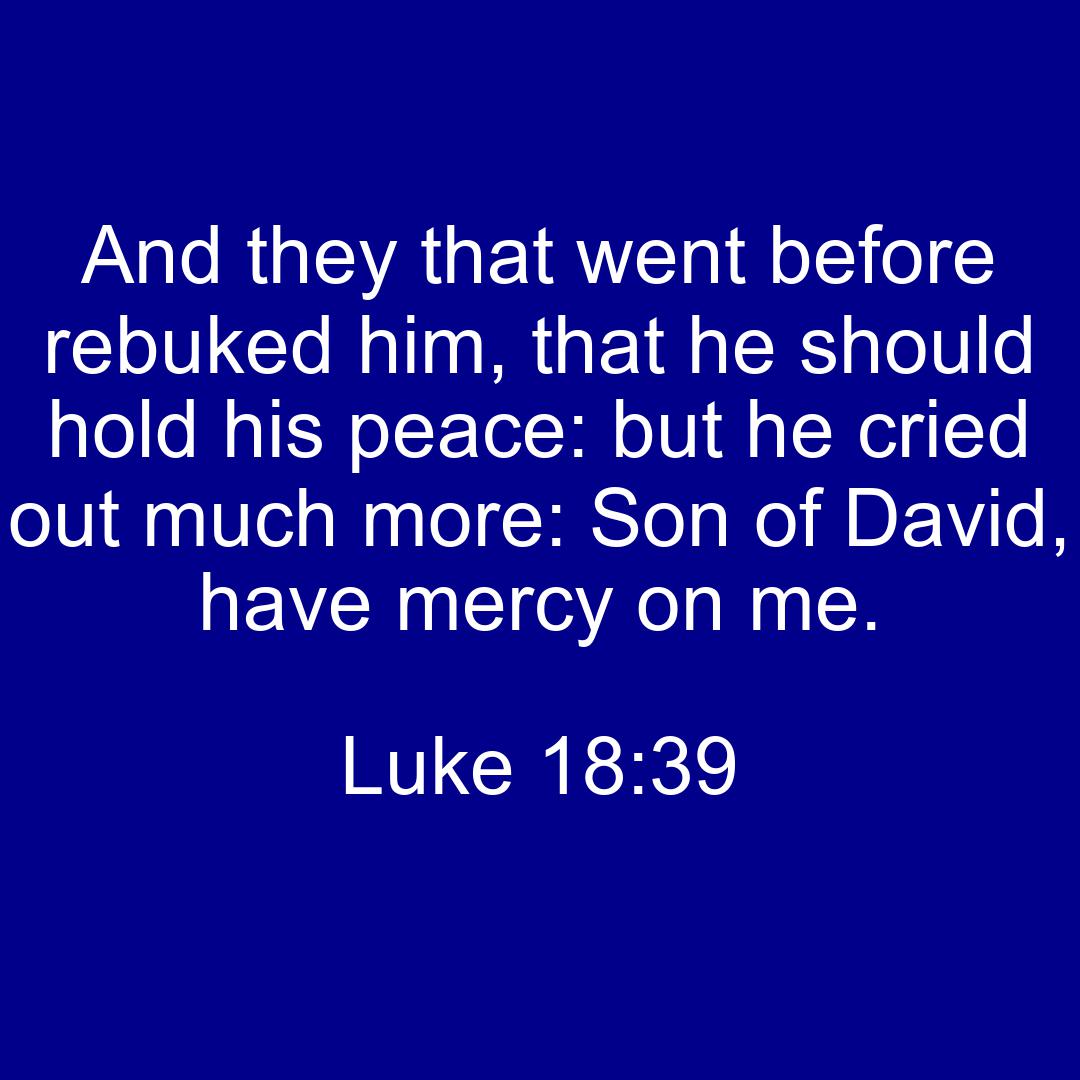 And they that went before
rebuked him, that he should
hold his peace: but he cried
out much more: Son of David,
have mercy on me.
Luke 18:39